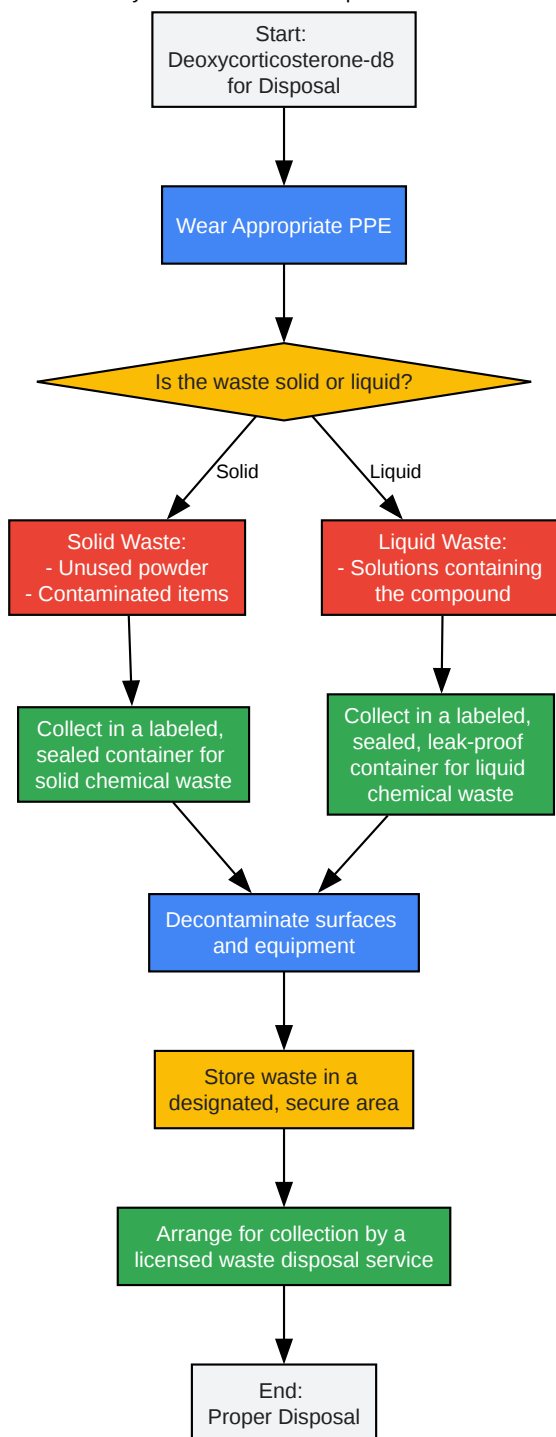 Start:
Deoxycorticosterone-d8
for Disposal
Wear Appropriate PPE
Is the waste solid or liquid?
Solid
Liquid
Solid Waste:
- Unused powder
- Contaminated items
Liquid Waste:
- Solutions containing
the compound
Collect in a labeled,
sealed container for
solid chemical waste
Collect in a labeled,
sealed, leak-proof
container for liquid
chemical waste
Decontaminate surfaces
and equipment
Store waste in a
designated, secure area
Arrange for collection by a
licensed waste disposal service
End:
Proper Disposal